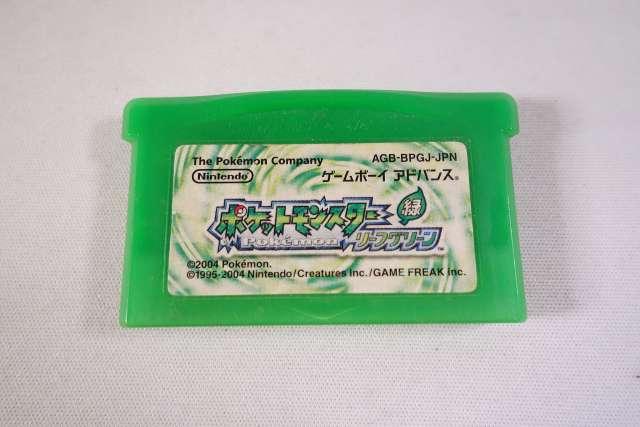 The Pokémon Company AGB-BPGJ-JPN
Nintendo ゲームボーイ アドバンス®
ポケットモンスター 緑
Pokémon リーフグリーン™
©2004 Pokémon.
©1995-2004 Nintendo/Creatures Inc./GAME FREAK inc.